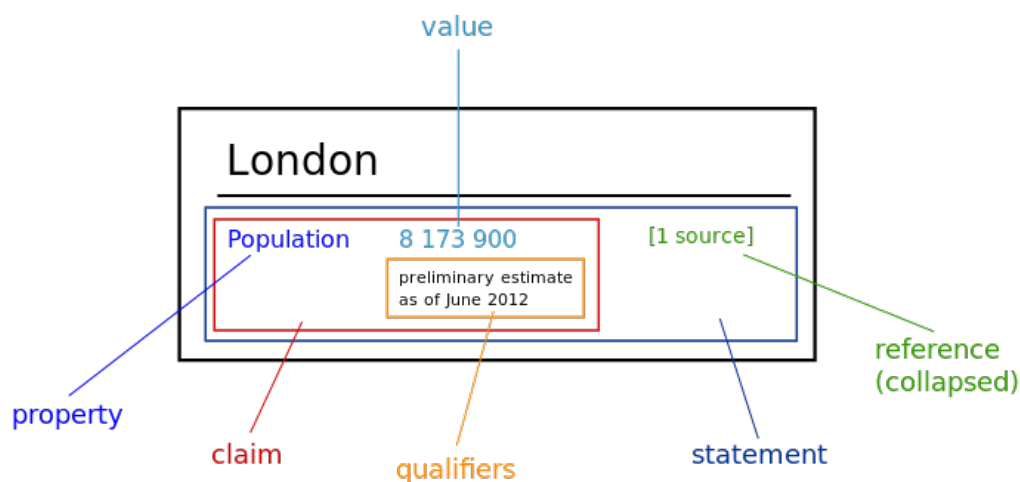 value
London
Population 8 173 900 [1 source]
preliminary estimate
as of June 2012
reference
(collapsed)
property
claim
qualifiers
statement